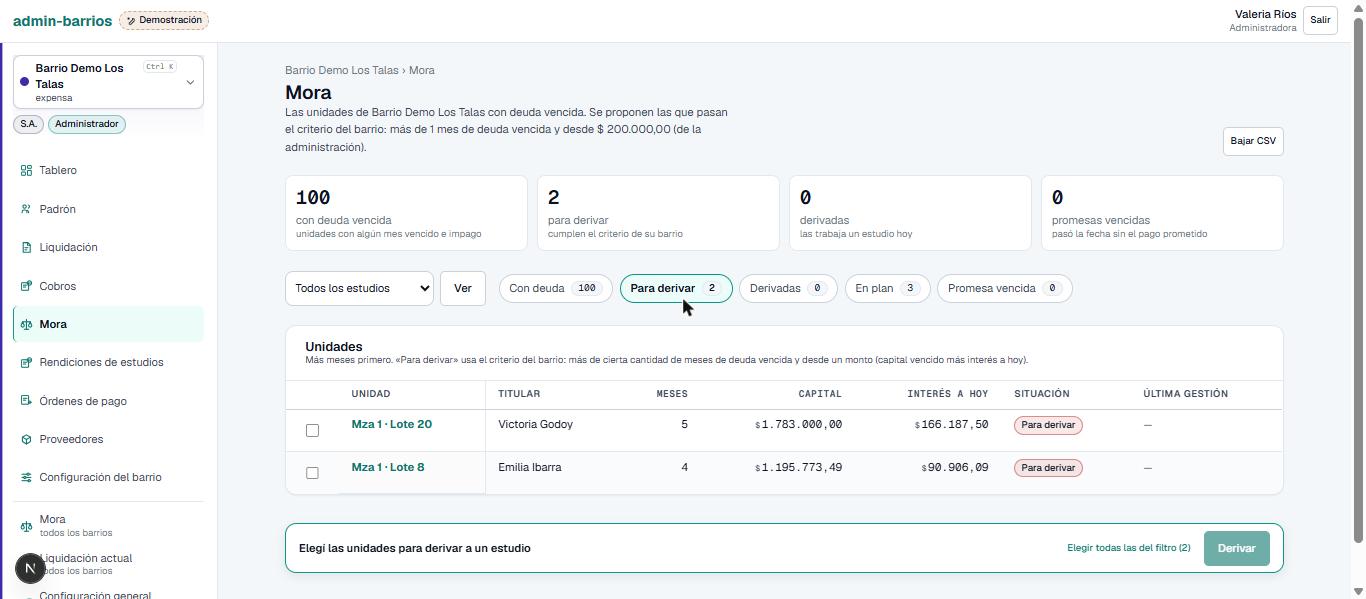 admin-barrios
Demostración
Valeria Ríos
Administradora
Salir
Barrio Demo Los
Talas
Ctrl K
expensa
S.A.
Administrador
Tablero
Padrón
Liquidación
Cobros
Mora
Rendiciones de estudios
Órdenes de pago
Proveedores
Configuración del barrio
Mora
todos los barrios
Liquidación actual
todos los barrios
Configuración general
N
Barrio Demo Los Talas › Mora
Mora
Las unidades de Barrio Demo Los Talas con deuda vencida. Se proponen las que pasan
el criterio del barrio: más de 1 mes de deuda vencida y desde $ 200.000,00 (de la
administración).
Bajar CSV
100
con deuda vencida
unidades con algún mes vencido e impago
2
para derivar
cumplen el criterio de su barrio
0
derivadas
las trabaja un estudio hoy
0
promesas vencidas
pasó la fecha sin el pago prometido
Todos los estudios
Ver
Con deuda 100
Para derivar 2
Derivadas 0
En plan 3
Promesa vencida 0
Unidades
Más meses primero. «Para derivar» usa el criterio del barrio: más de cierta cantidad de meses de deuda vencida y desde un monto (capital vencido más interés a hoy).
UNIDAD TITULAR MESES CAPITAL INTERÉS A HOY SITUACIÓN ÚLTIMA GESTIÓN
Mza 1 · Lote 20 Victoria Godoy 5 $1.783.000,00 $166.187,50 Para derivar —
Mza 1 · Lote 8 Emilia Ibarra 4 $1.195.773,49 $90.906,09 Para derivar —
Elegí las unidades para derivar a un estudio
Elegir todas las del filtro (2)
Derivar